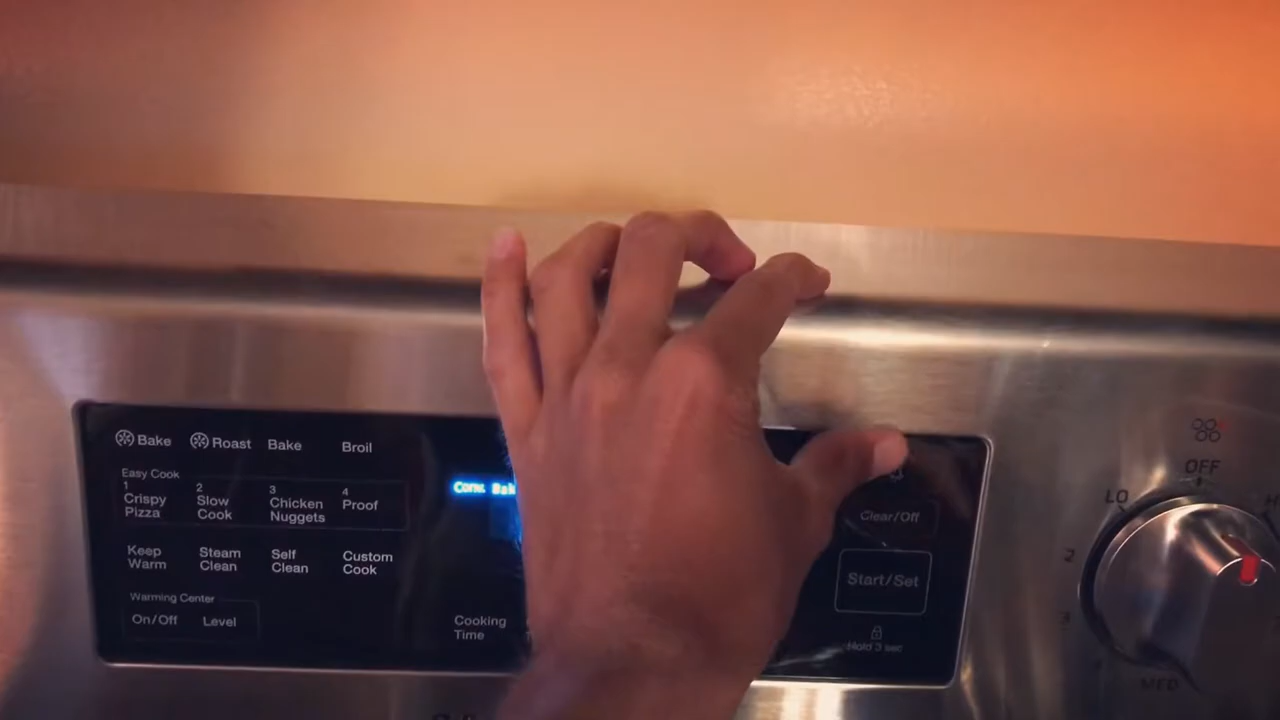 Bake
Roast
Bake
Broil
Easy Cook
1
Crispy
Pizza
2
Slow
Cook
3
Chicken
Nuggets
4
Proof
Keep
Warm
Steam
Clean
Self
Clean
Custom
Cook
Warming Center
On/Off
Level
Conv. Bak
Cooking
Time
Clear/Off
Start/Set
Hold 3 sec
OFF
LO
H
2
3
MED